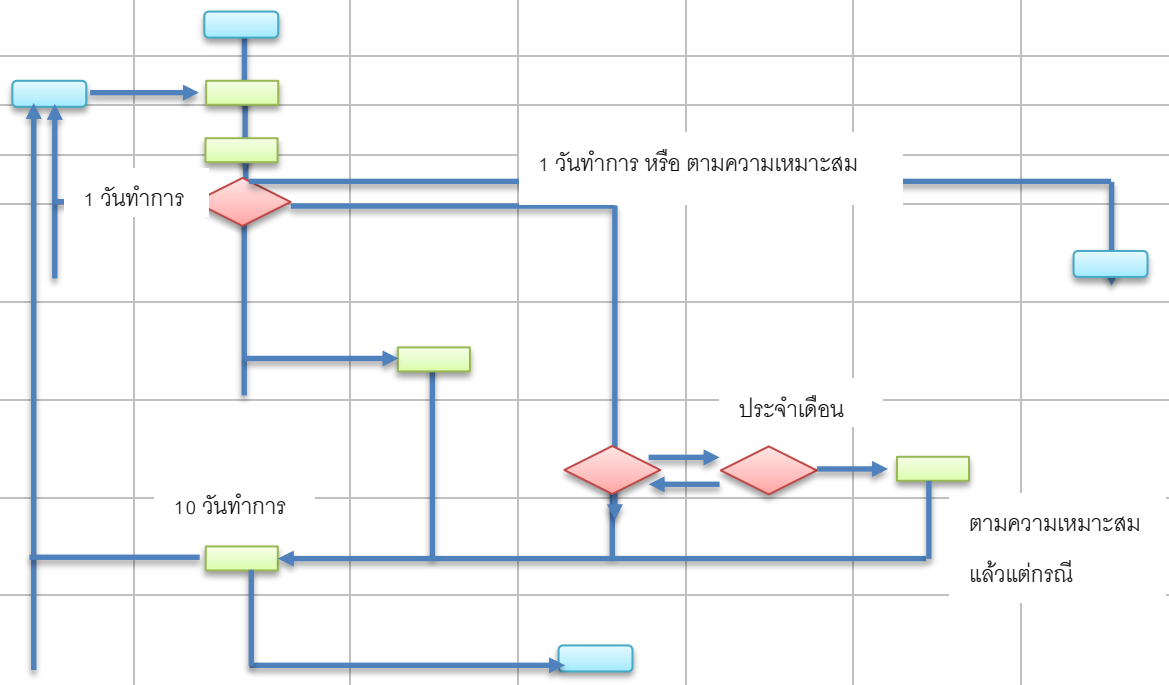 1 วันทำการ หรือ ตามความเหมาะสม
1 วันทำการ
ประจำเดือน
10 วันทำการ
ตามความเหมาะสม
แล้วแต่กรณี